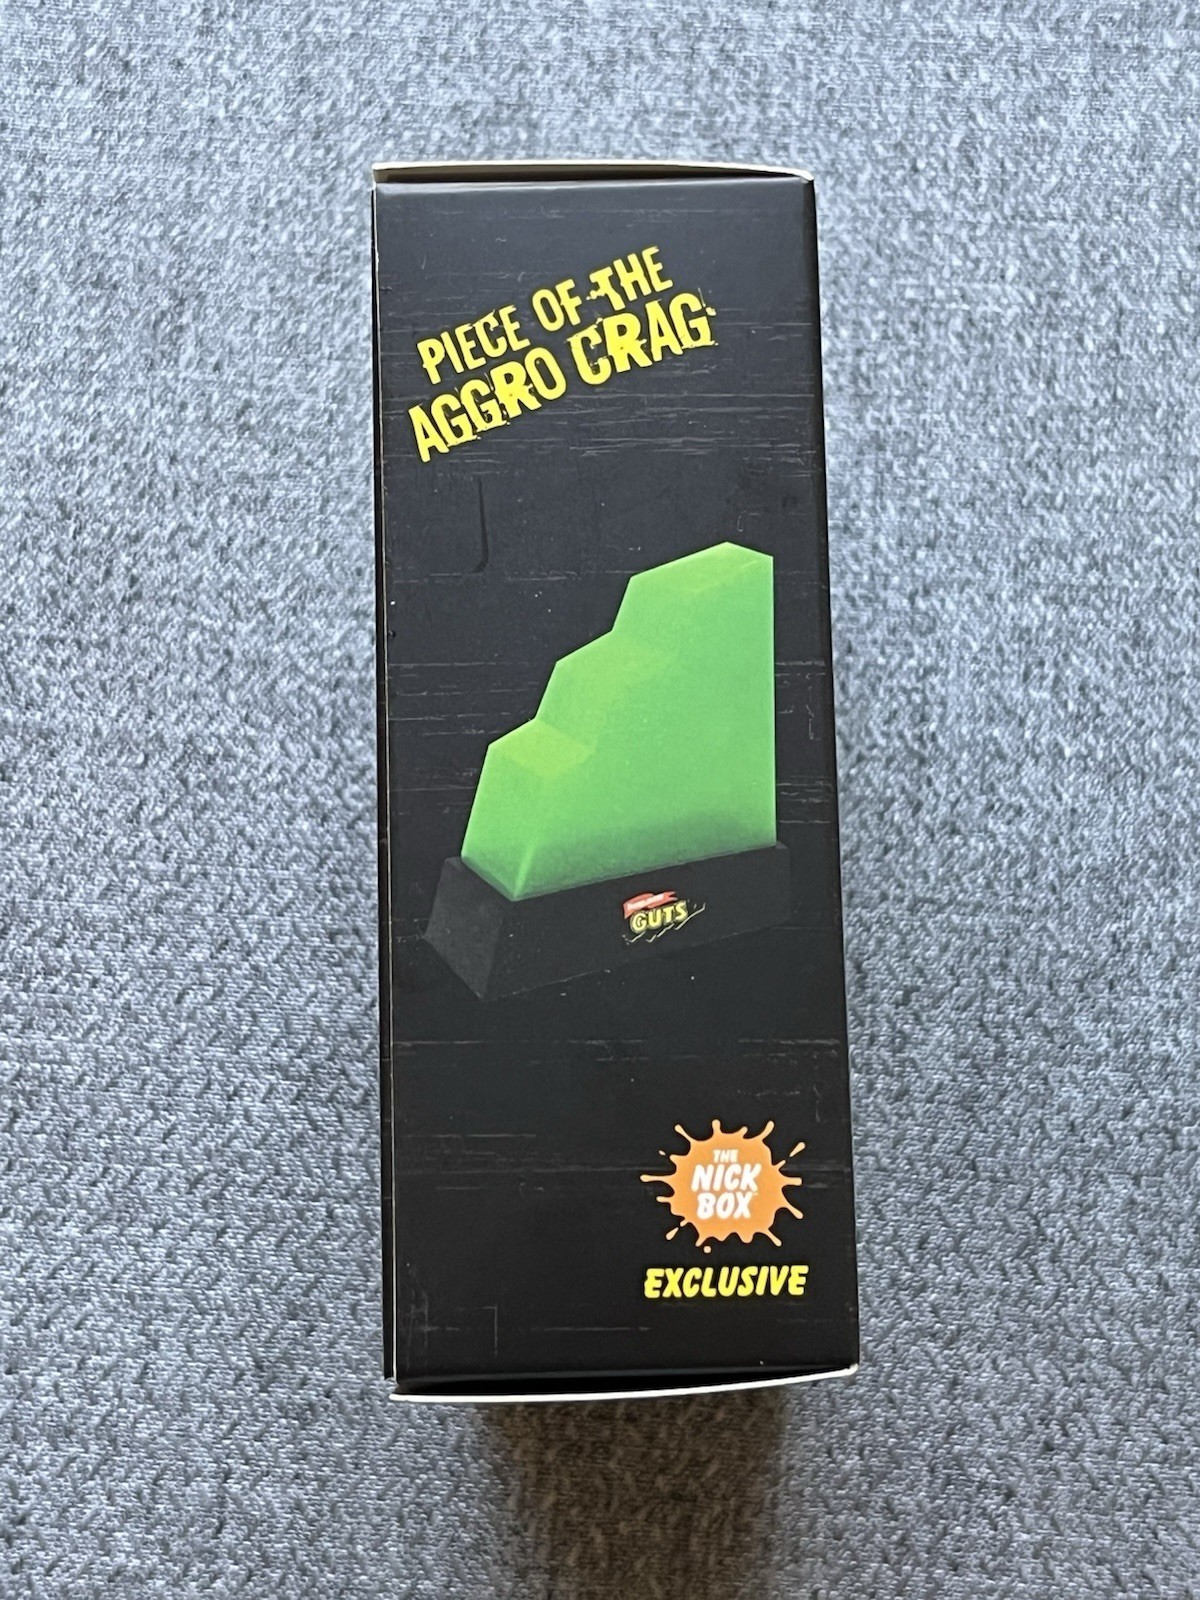 PIECE OF THE
AGGRO CRAG
GUTS
THE
NICK
BOX
EXCLUSIVE